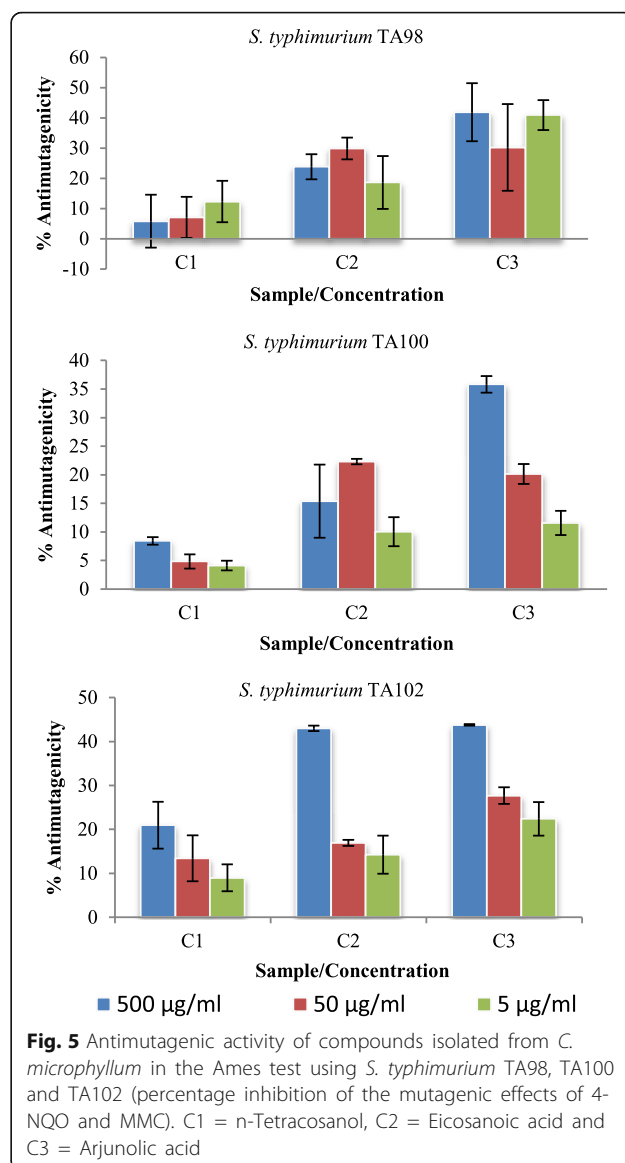 S. typhimurium TA98
% Antimutagenicity
60
50
40
30
20
10
0
-10
C1 C2 C3
Sample/Concentration
S. typhimurium TA100
% Antimutagenicity
40
35
30
25
20
15
10
5
0
C1 C2 C3
Sample/Concentration
S. typhimurium TA102
% Antimutagenicity
50
40
30
20
10
0
C1 C2 C3
Sample/Concentration
500 µg/ml 50 µg/ml 5 µg/ml
Fig. 5 Antimutagenic activity of compounds isolated from C.
microphyllum in the Ames test using S. typhimurium TA98, TA100
and TA102 (percentage inhibition of the mutagenic effects of 4-
NQO and MMC). C1 = n-Tetracosanol, C2 = Eicosanoic acid and
C3 = Arjunolic acid